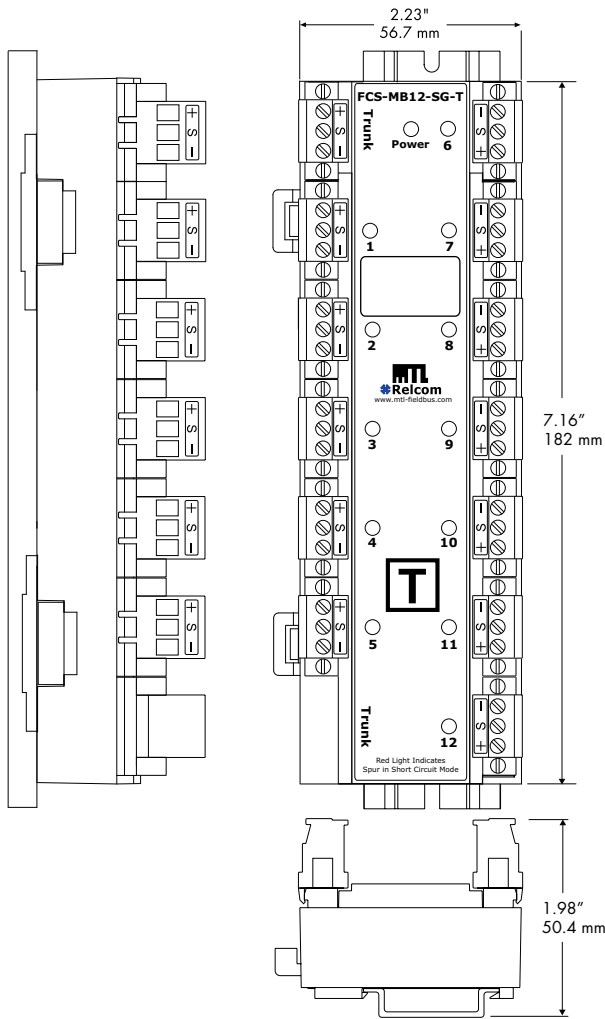 2.23"
56.7 mm
FCS-MB12-SG-T
Trunk
Power 6
1 7
2 8
MTL
Relcom
www.mtl-fieldbus.com
3 9
4 10
T
5 11
Trunk
12
Red Light Indicates
Spur in Short Circuit Mode
+ S –
+ S –
+ S –
+ S –
+ S –
+ S –
+ S –
+ S –
+ S –
+ S –
+ S –
+ S –
– S +
– S +
– S +
– S +
– S +
– S +
– S +
7.16”
182 mm
1.98”
50.4 mm